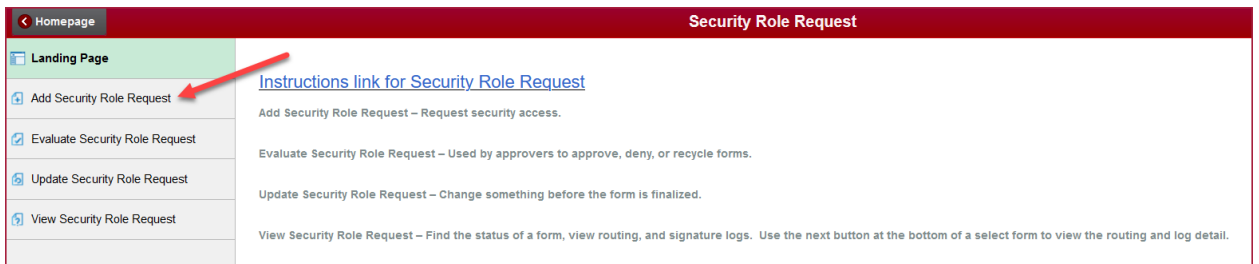 Homepage
Security Role Request
Landing Page
Add Security Role Request
Evaluate Security Role Request
Update Security Role Request
View Security Role Request
Instructions link for Security Role Request
Add Security Role Request – Request security access.
Evaluate Security Role Request – Used by approvers to approve, deny, or recycle forms.
Update Security Role Request – Change something before the form is finalized.
View Security Role Request – Find the status of a form, view routing, and signature logs.  Use the next button at the bottom of a select form to view the routing and log detail.